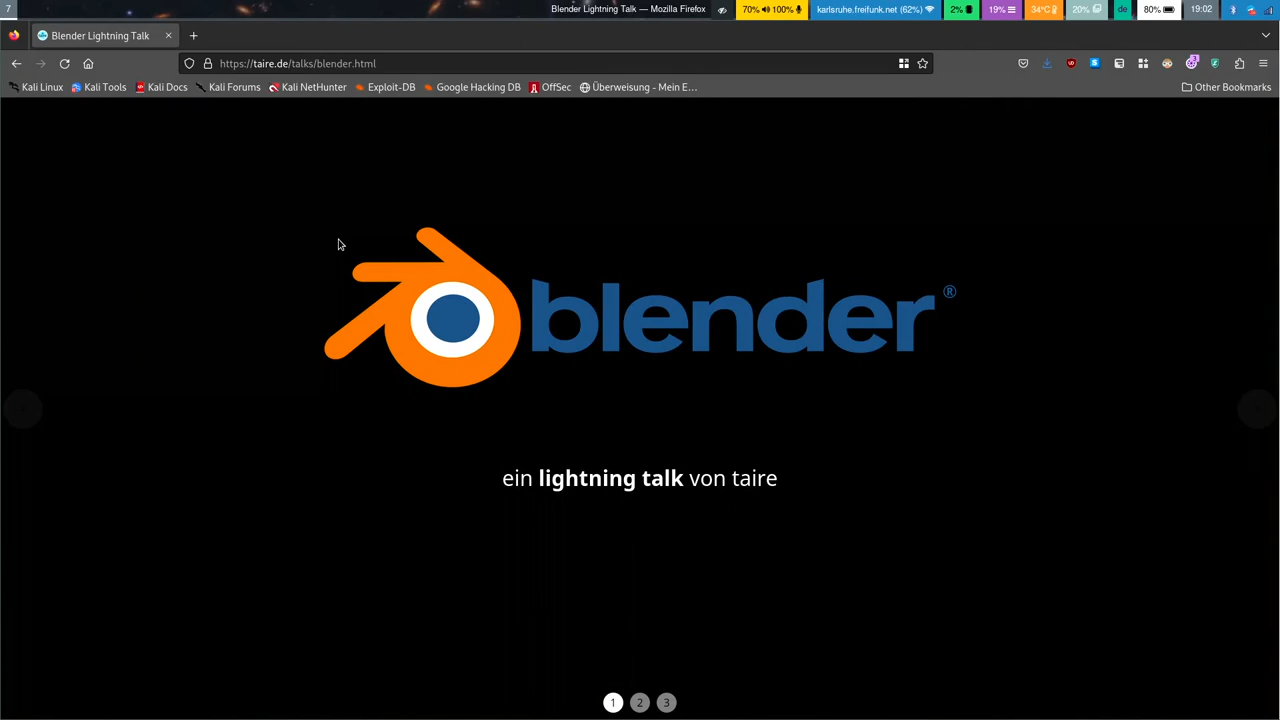 7
Blender Lightning Talk — Mozilla Firefox
70% 100%
karlsruhe.freifunk.net (62%)
2%
19%
34°C
20%
de
80%
19:02
Blender Lightning Talk
https://taire.de/talks/blender.html
Kali Linux
Kali Tools
Kali Docs
Kali Forums
Kali NetHunter
Exploit-DB
Google Hacking DB
OffSec
Überweisung - Mein E…
Other Bookmarks
blender®
ein lightning talk von taire
1 2 3